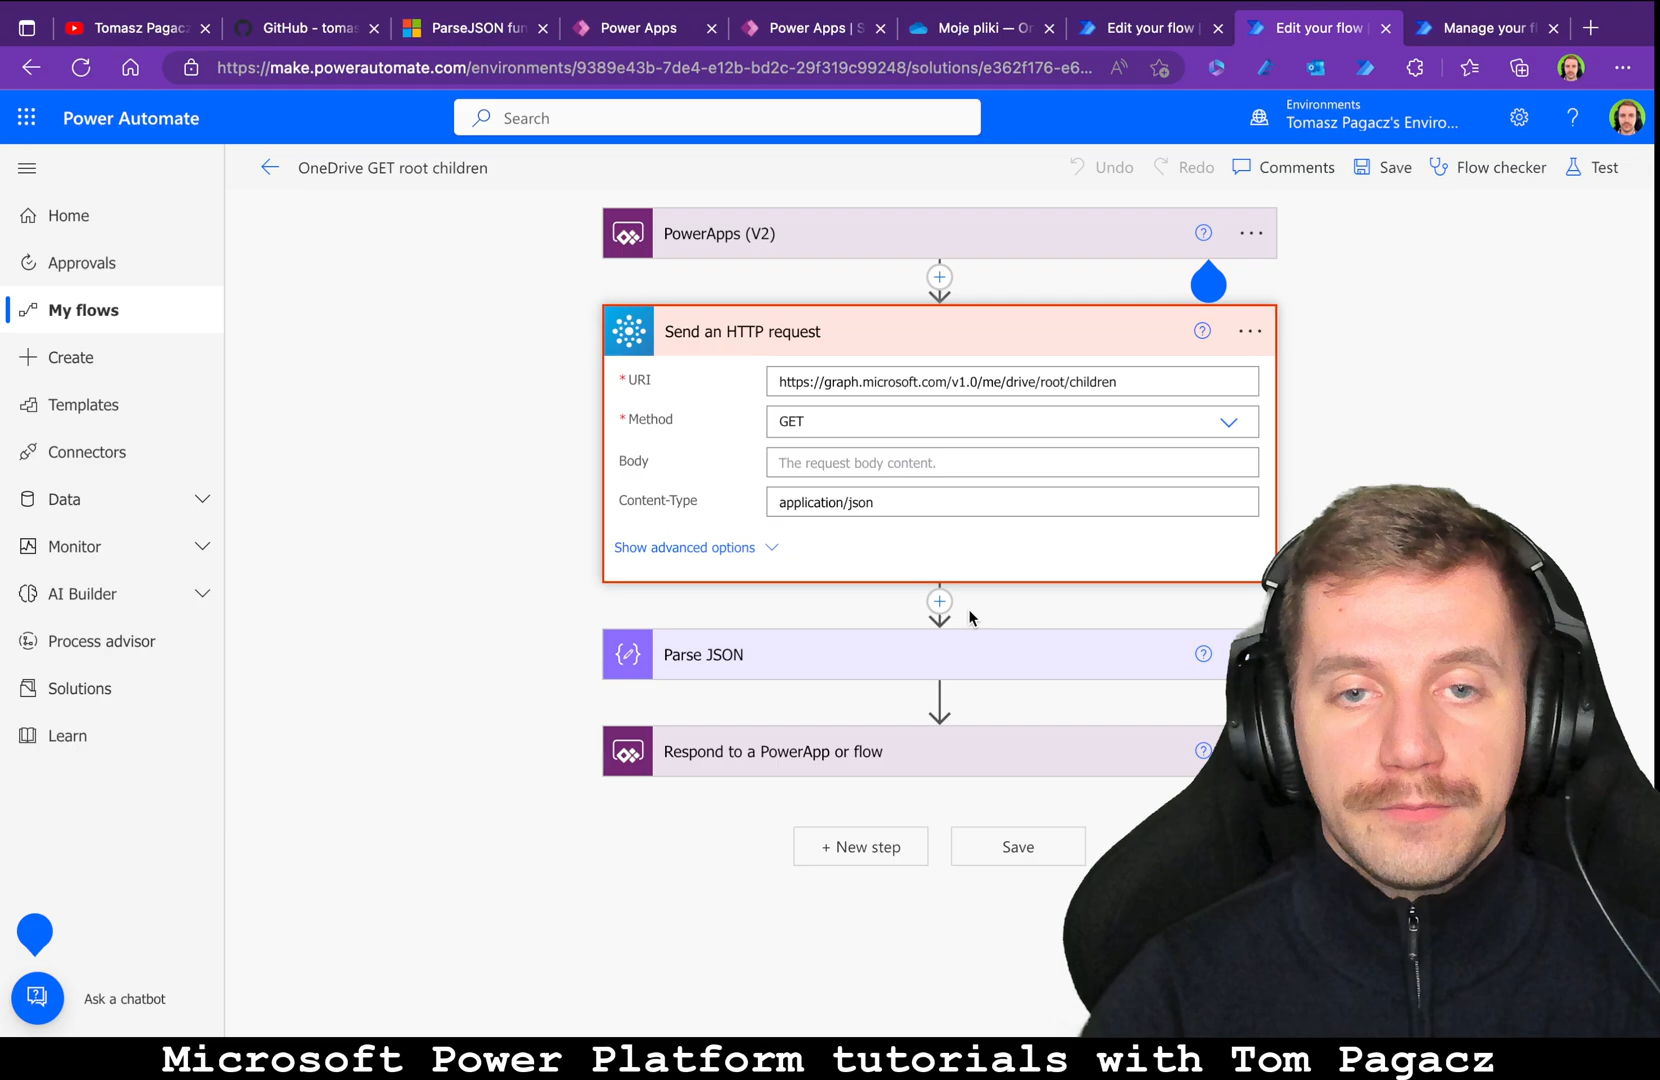 Tomasz Pagacz
GitHub - tomas
ParseJSON fun
Power Apps
Power Apps | S
Moje pliki — On
Edit your flow |
Edit your flow |
Manage your fl
https://make.powerautomate.com/environments/9389e43b-7de4-e12b-bd2c-29f319c99248/solutions/e362f176-e6...
Power Automate
Search
Environments
Tomasz Pagacz's Enviro...
OneDrive GET root children
Undo
Redo
Comments
Save
Flow checker
Test
Home
Approvals
My flows
Create
Templates
Connectors
Data
Monitor
AI Builder
Process advisor
Solutions
Learn
Ask a chatbot
PowerApps (V2)
Send an HTTP request
* URI
https://graph.microsoft.com/v1.0/me/drive/root/children
* Method
GET
Body
The request body content.
Content-Type
application/json
Show advanced options
Parse JSON
Respond to a PowerApp or flow
+ New step
Save
Microsoft Power Platform tutorials with Tom Pagacz